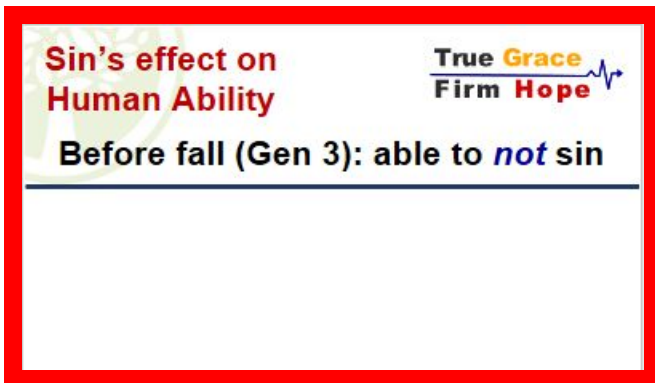 Sin's effect on
Human Ability
True Grace
Firm Hope
Before fall (Gen 3): able to not sin